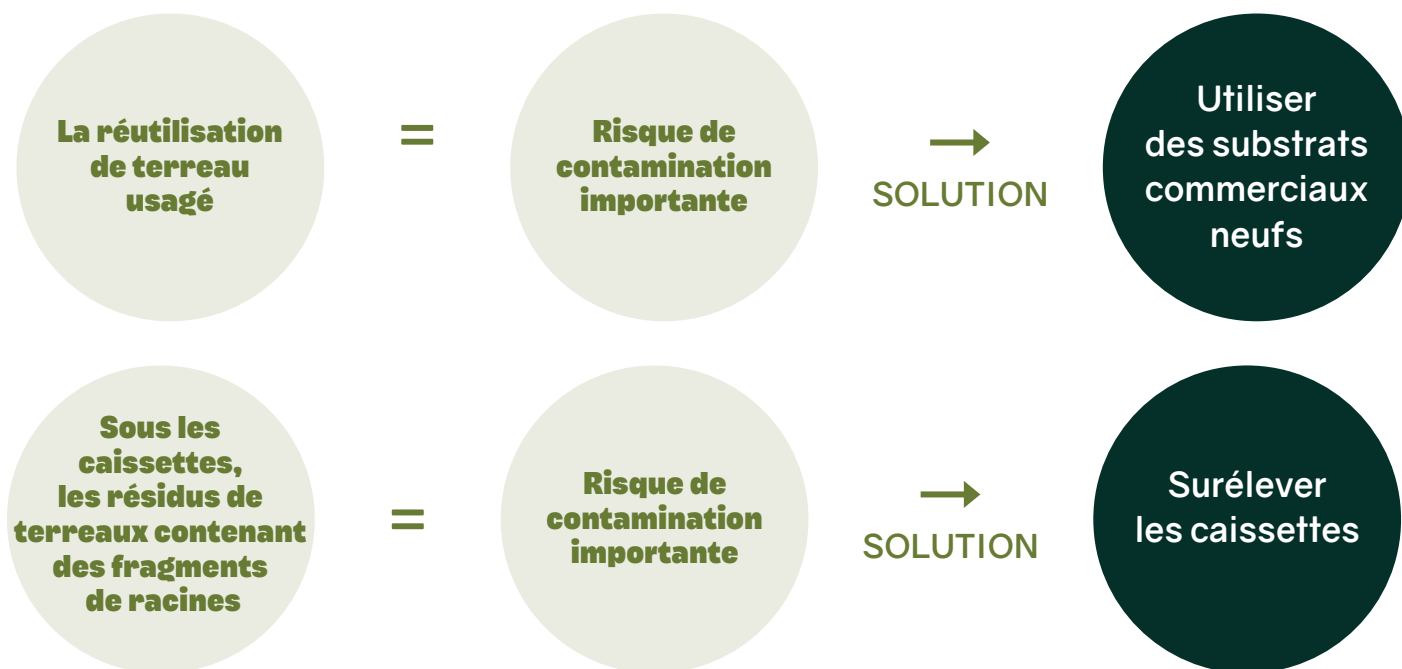 La réutilisation
de terreau
usagé
=
Risque de
contamination
importante
→
SOLUTION
Utiliser
des substrats
commerciaux
neufs
Sous les
caissettes,
les résidus de
terreaux contenant
des fragments
de racines
=
Risque de
contamination
importante
→
SOLUTION
Surélever
les caissettes